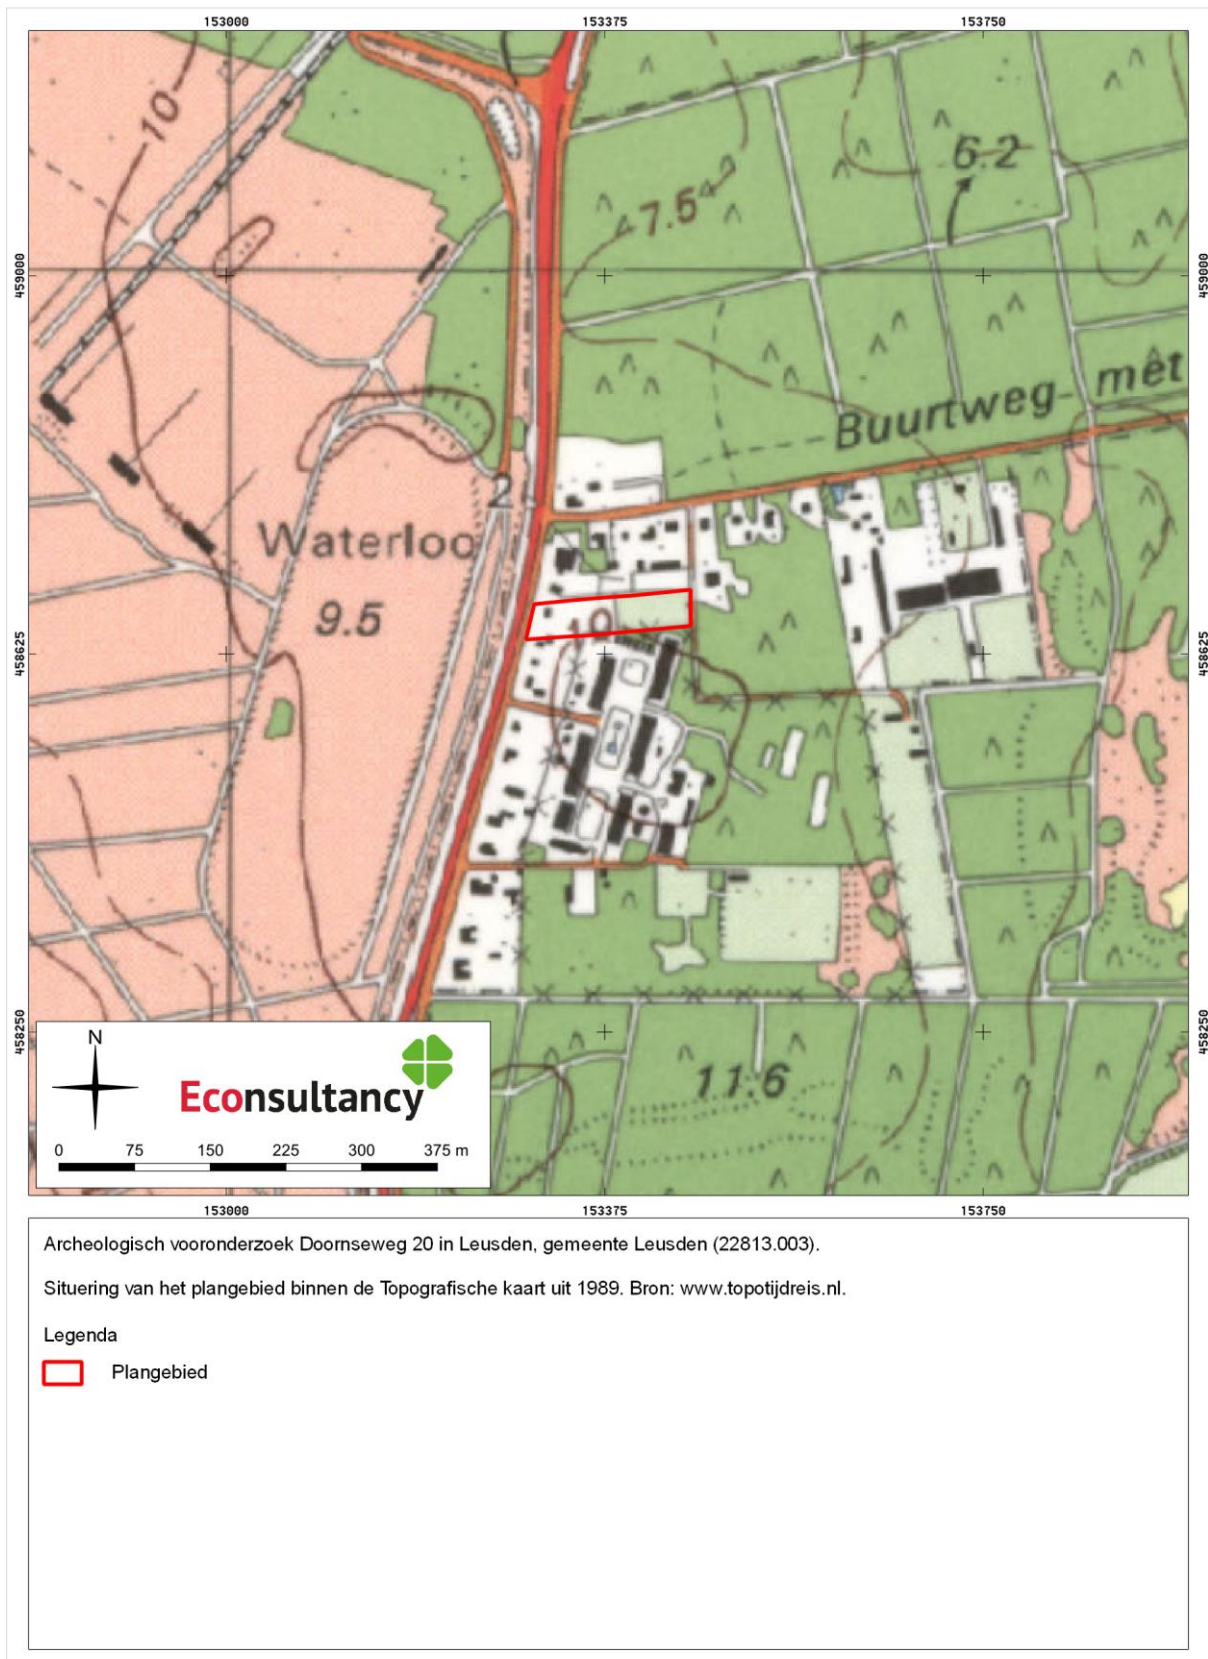 153000 153375 153750
10
6.2
7.5
459000 459000
Buurtweg mêt
2
Waterloo
9.5
10
458625 458625
458250 458250
11.6
N
Econsultancy
0 75 150 225 300 375 m
153000 153375 153750
Archeologisch vooronderzoek Doornseweg 20 in Leusden, gemeente Leusden (22813.003).
Situering van het plangebied binnen de Topografische kaart uit 1989. Bron: www.topotijdreis.nl.
Legenda
Plangebied